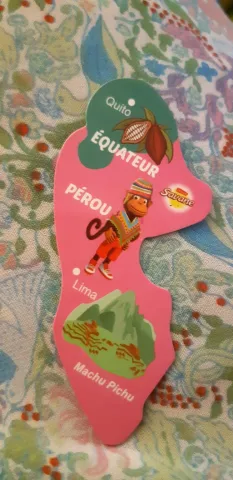 Quito
ÉQUATEUR
PÉROU
Savane
Lima
Machu Pichu